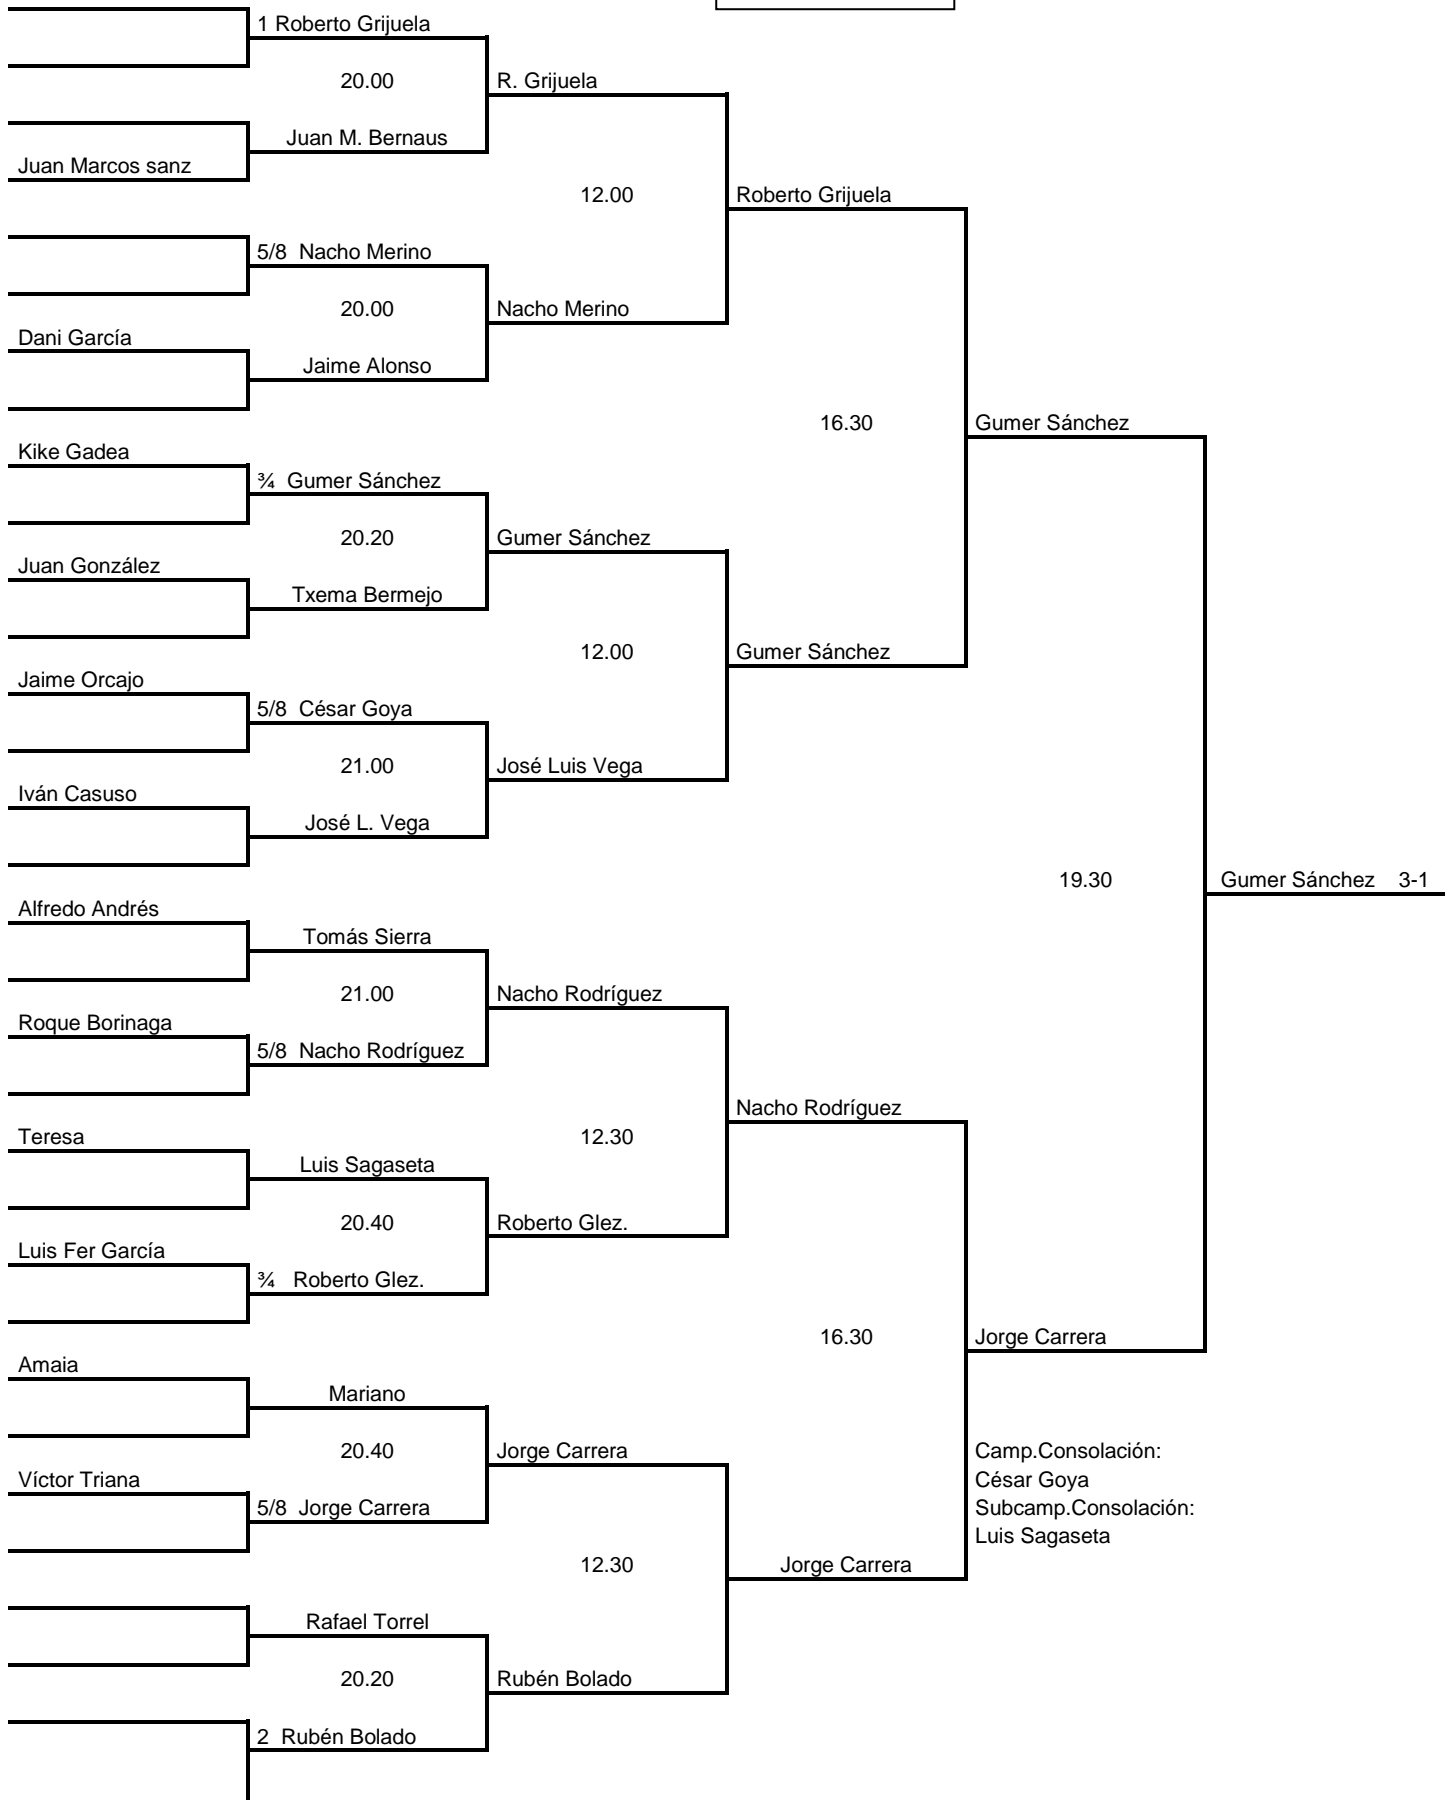 1 Roberto Grijuela
20.00
R. Grijuela
Juan M. Bernaus
Juan Marcos sanz
12.00
Roberto Grijuela
5/8 Nacho Merino
20.00
Nacho Merino
Dani García
Jaime Alonso
16.30
Gumer Sánchez
Kike Gadea
¾ Gumer Sánchez
20.20
Gumer Sánchez
Juan González
Txema Bermejo
12.00
Gumer Sánchez
Jaime Orcajo
5/8 César Goya
21.00
José Luis Vega
Iván Casuso
José L. Vega
19.30
Gumer Sánchez 3-1
Alfredo Andrés
Tomás Sierra
21.00
Nacho Rodríguez
Roque Borinaga
5/8 Nacho Rodríguez
Nacho Rodríguez
Teresa
12.30
Luis Sagaseta
20.40
Roberto Glez.
Luis Fer García
¾ Roberto Glez.
16.30
Jorge Carrera
Amaia
Mariano
20.40
Jorge Carrera
Camp.Consolación:
Víctor Triana
César Goya
5/8 Jorge Carrera
Subcamp.Consolación:
Luis Sagaseta
12.30
Jorge Carrera
Rafael Torrel
20.20
Rubén Bolado
2 Rubén Bolado